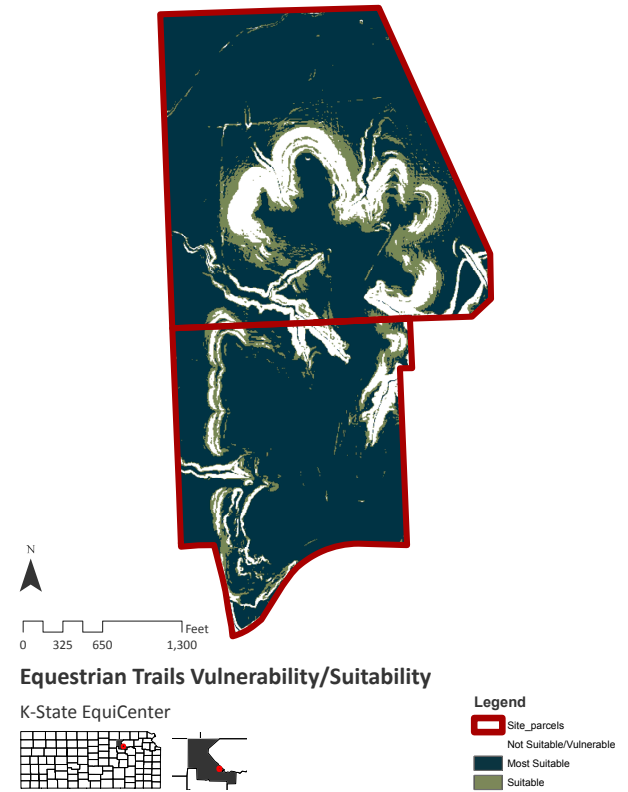 N
Feet
0 325 650 1,300
Equestrian Trails Vulnerability/Suitability
K-State EquiCenter
Legend
Site_parcels
Not Suitable/Vulnerable
Most Suitable
Suitable